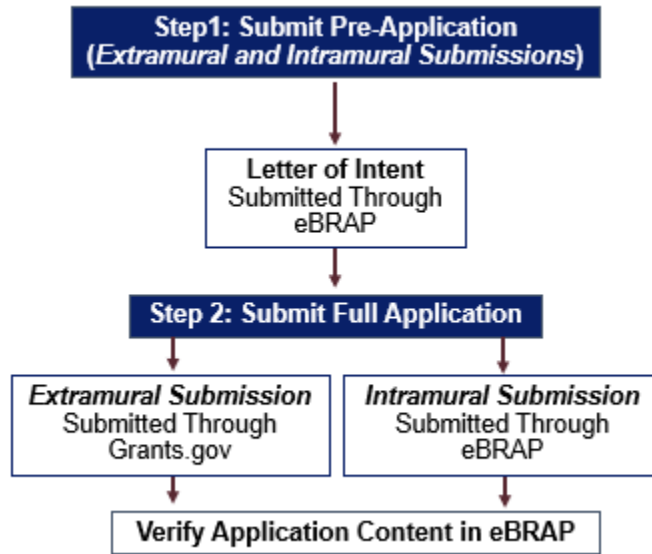 Step1: Submit Pre-Application
(Extramural and Intramural Submissions)
Letter of Intent
Submitted Through
eBRAP
Step 2: Submit Full Application
Extramural Submission
Submitted Through
Grants.gov
Intramural Submission
Submitted Through
eBRAP
Verify Application Content in eBRAP